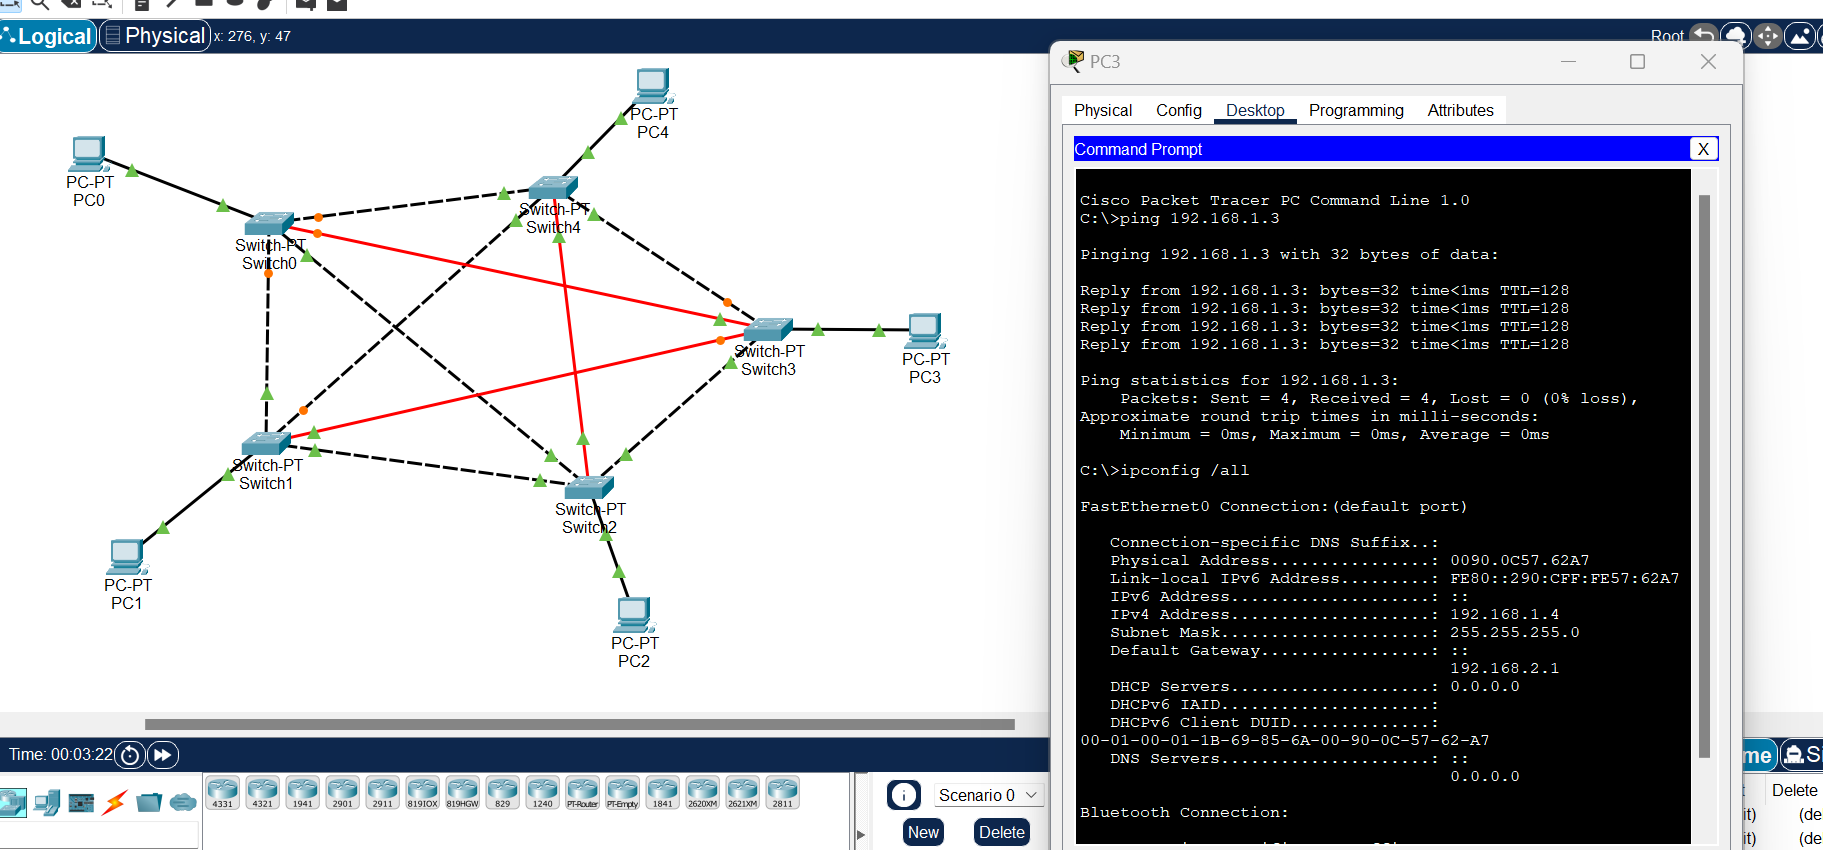 Logical
Physical
x: 276, y: 47
Root
PC-PT
PC4
PC-PT
PC0
Switch-PT
Switch4
Switch-PT
Switch0
Switch-PT
Switch3
PC-PT
PC3
Switch-PT
Switch1
Switch-PT
Switch2
PC-PT
PC1
PC-PT
PC2
Time: 00:03:22
4331
4321
1941
2901
2911
819IOX
819HGW
829
1240
PT-Router
PT-Empty
1841
2620XM
2621XM
2811
Scenario 0
New
Delete
PC3
Physical
Config
Desktop
Programming
Attributes
Command Prompt
X
Cisco Packet Tracer PC Command Line 1.0
C:\>ping 192.168.1.3
Pinging 192.168.1.3 with 32 bytes of data:
Reply from 192.168.1.3: bytes=32 time<1ms TTL=128
Reply from 192.168.1.3: bytes=32 time<1ms TTL=128
Reply from 192.168.1.3: bytes=32 time<1ms TTL=128
Reply from 192.168.1.3: bytes=32 time<1ms TTL=128
Ping statistics for 192.168.1.3:
Packets: Sent = 4, Received = 4, Lost = 0 (0% loss),
Approximate round trip times in milli-seconds:
Minimum = 0ms, Maximum = 0ms, Average = 0ms
C:\>ipconfig /all
FastEthernet0 Connection:(default port)
Connection-specific DNS Suffix..:
Physical Address................: 0090.0C57.62A7
Link-local IPv6 Address.........: FE80::290:CFF:FE57:62A7
IPv6 Address....................: ::
IPv4 Address....................: 192.168.1.4
Subnet Mask.....................: 255.255.255.0
Default Gateway.................: ::
192.168.2.1
DHCP Servers....................: 0.0.0.0
DHCPv6 IAID.....................:
DHCPv6 Client DUID..............:
00-01-00-01-1B-69-85-6A-00-90-0C-57-62-A7
DNS Servers.....................: ::
0.0.0.0
Bluetooth Connection:
me
Si
Delete
it)
(de
it)
(de